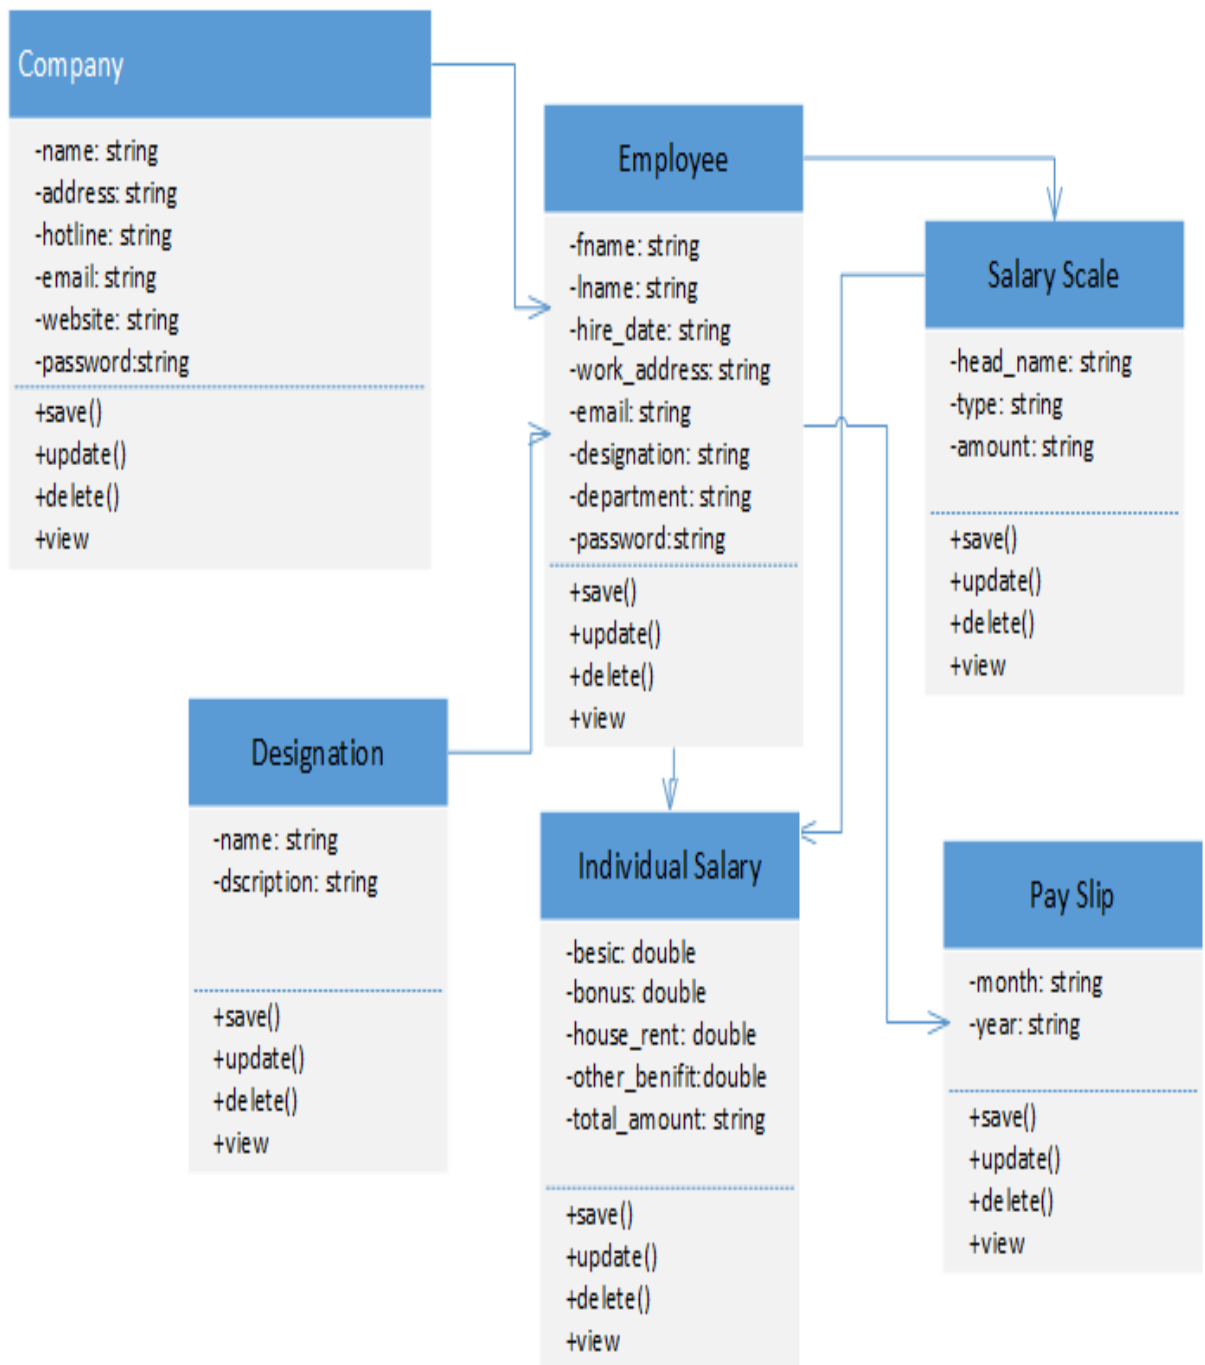 Company
-name: string
-address: string
-hotline: string
-email: string
-website: string
-password:string
+save()
+update()
+delete()
+view
Employee
-fname: string
-lname: string
-hire_date: string
-work_address: string
-email: string
-designation: string
-department: string
-password:string
+save()
+update()
+delete()
+view
Salary Scale
-head_name: string
-type: string
-amount: string
+save()
+update()
+delete()
+view
Designation
-name: string
-dscription: string
+save()
+update()
+delete()
+view
Individual Salary
-besic: double
-bonus: double
-house_rent: double
-other_benifit:double
-total_amount: string
+save()
+update()
+delete()
+view
Pay Slip
-month: string
-year: string
+save()
+update()
+delete()
+view